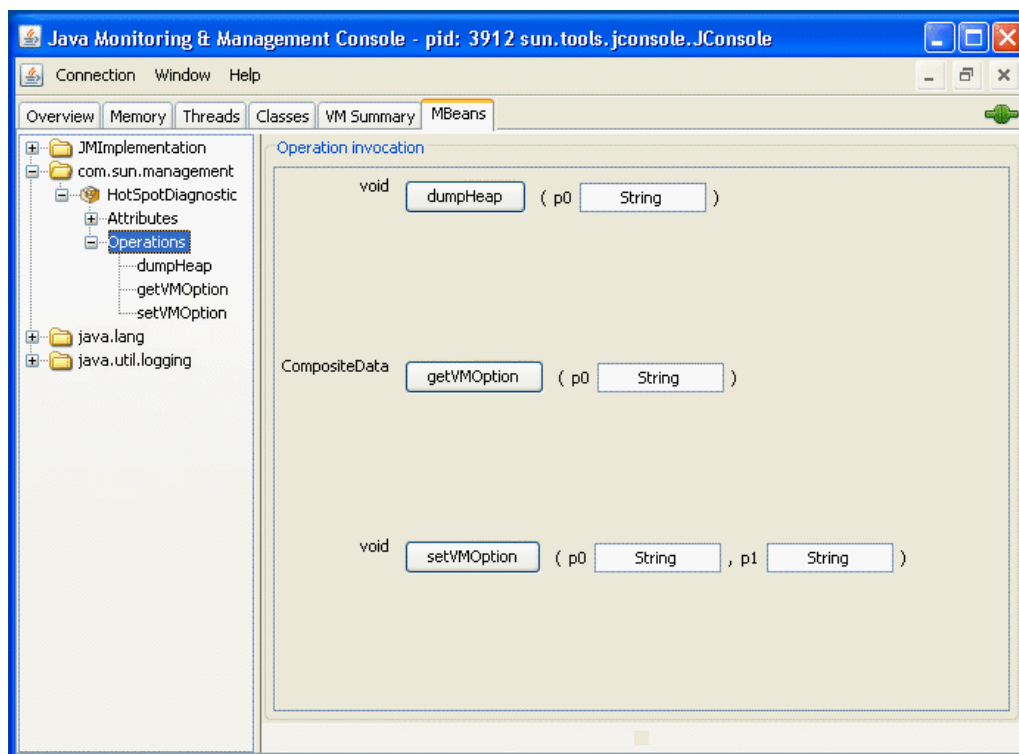 Java Monitoring & Management Console - pid: 3912 sun.tools.jconsole.JConsole
Connection Window Help
Overview Memory Threads Classes VM Summary MBeans
JMImplementation
com.sun.management
HotSpotDiagnostic
Attributes
Operations
dumpHeap
getVMOption
setVMOption
java.lang
java.util.logging
Operation invocation
void dumpHeap ( p0 String )
CompositeData getVMOption ( p0 String )
void setVMOption ( p0 String , p1 String )